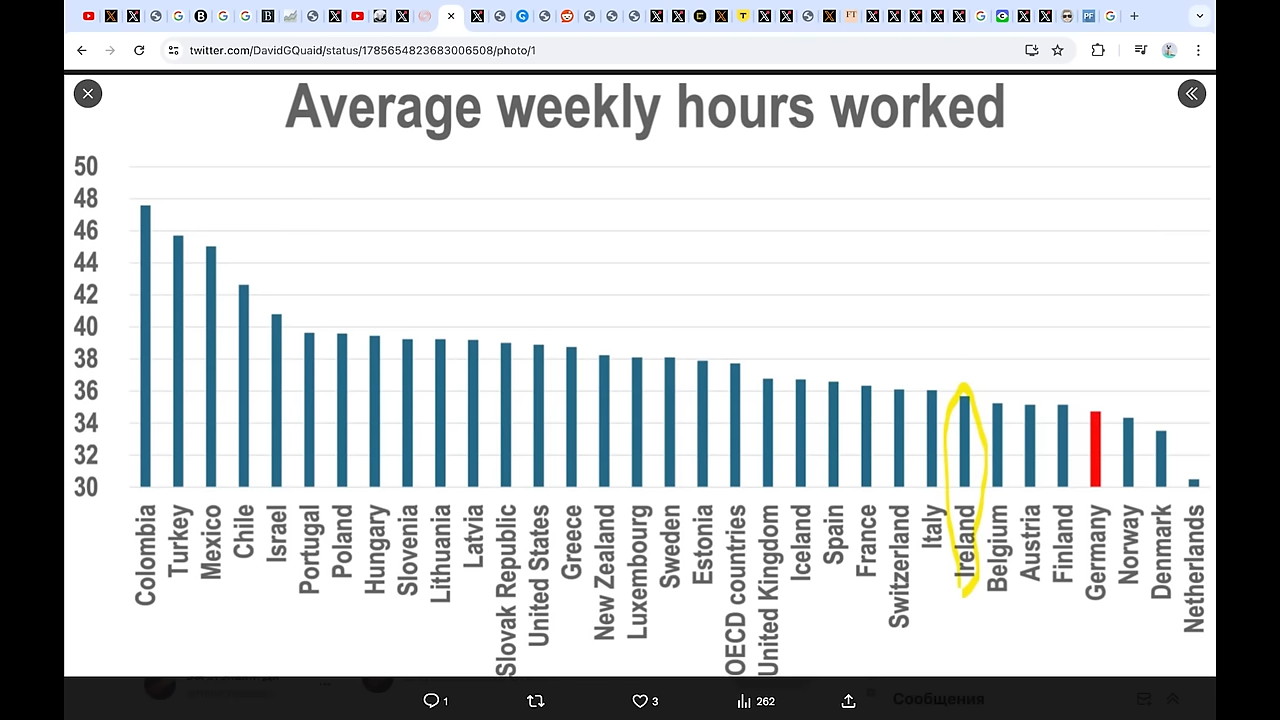 twitter.com/DavidGQuaid/status/1785654823683006508/photo/1
Average weekly hours worked
50
48
46
44
42
40
38
36
34
32
30
Colombia
Turkey
Mexico
Chile
Israel
Portugal
Poland
Hungary
Slovenia
Lithuania
Latvia
Slovak Republic
United States
Greece
New Zealand
Luxembourg
Sweden
Estonia
OECD countries
United Kingdom
Iceland
Spain
France
Switzerland
Italy
Ireland
Belgium
Austria
Finland
Germany
Norway
Denmark
Netherlands
1
3
262
Сообщения